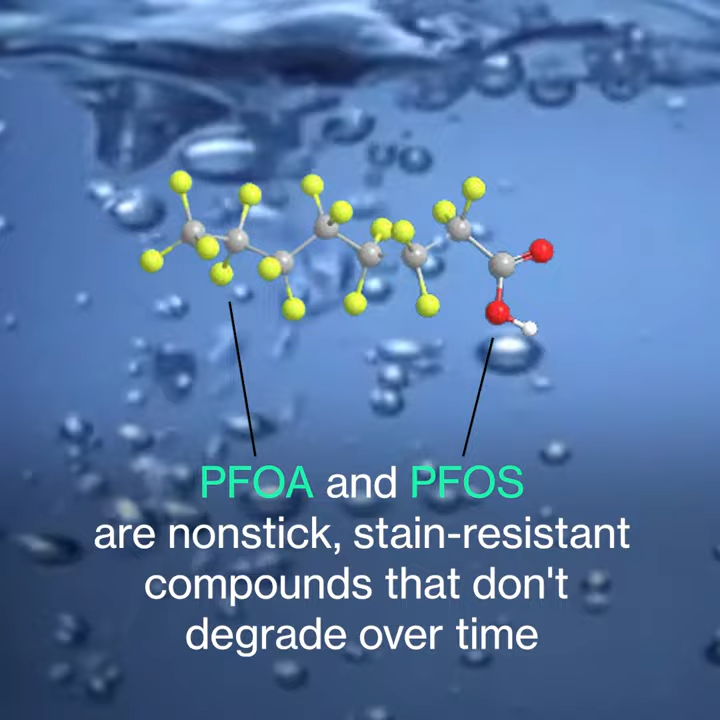 PFOA and PFOS
are nonstick, stain-resistant
compounds that don't
degrade over time